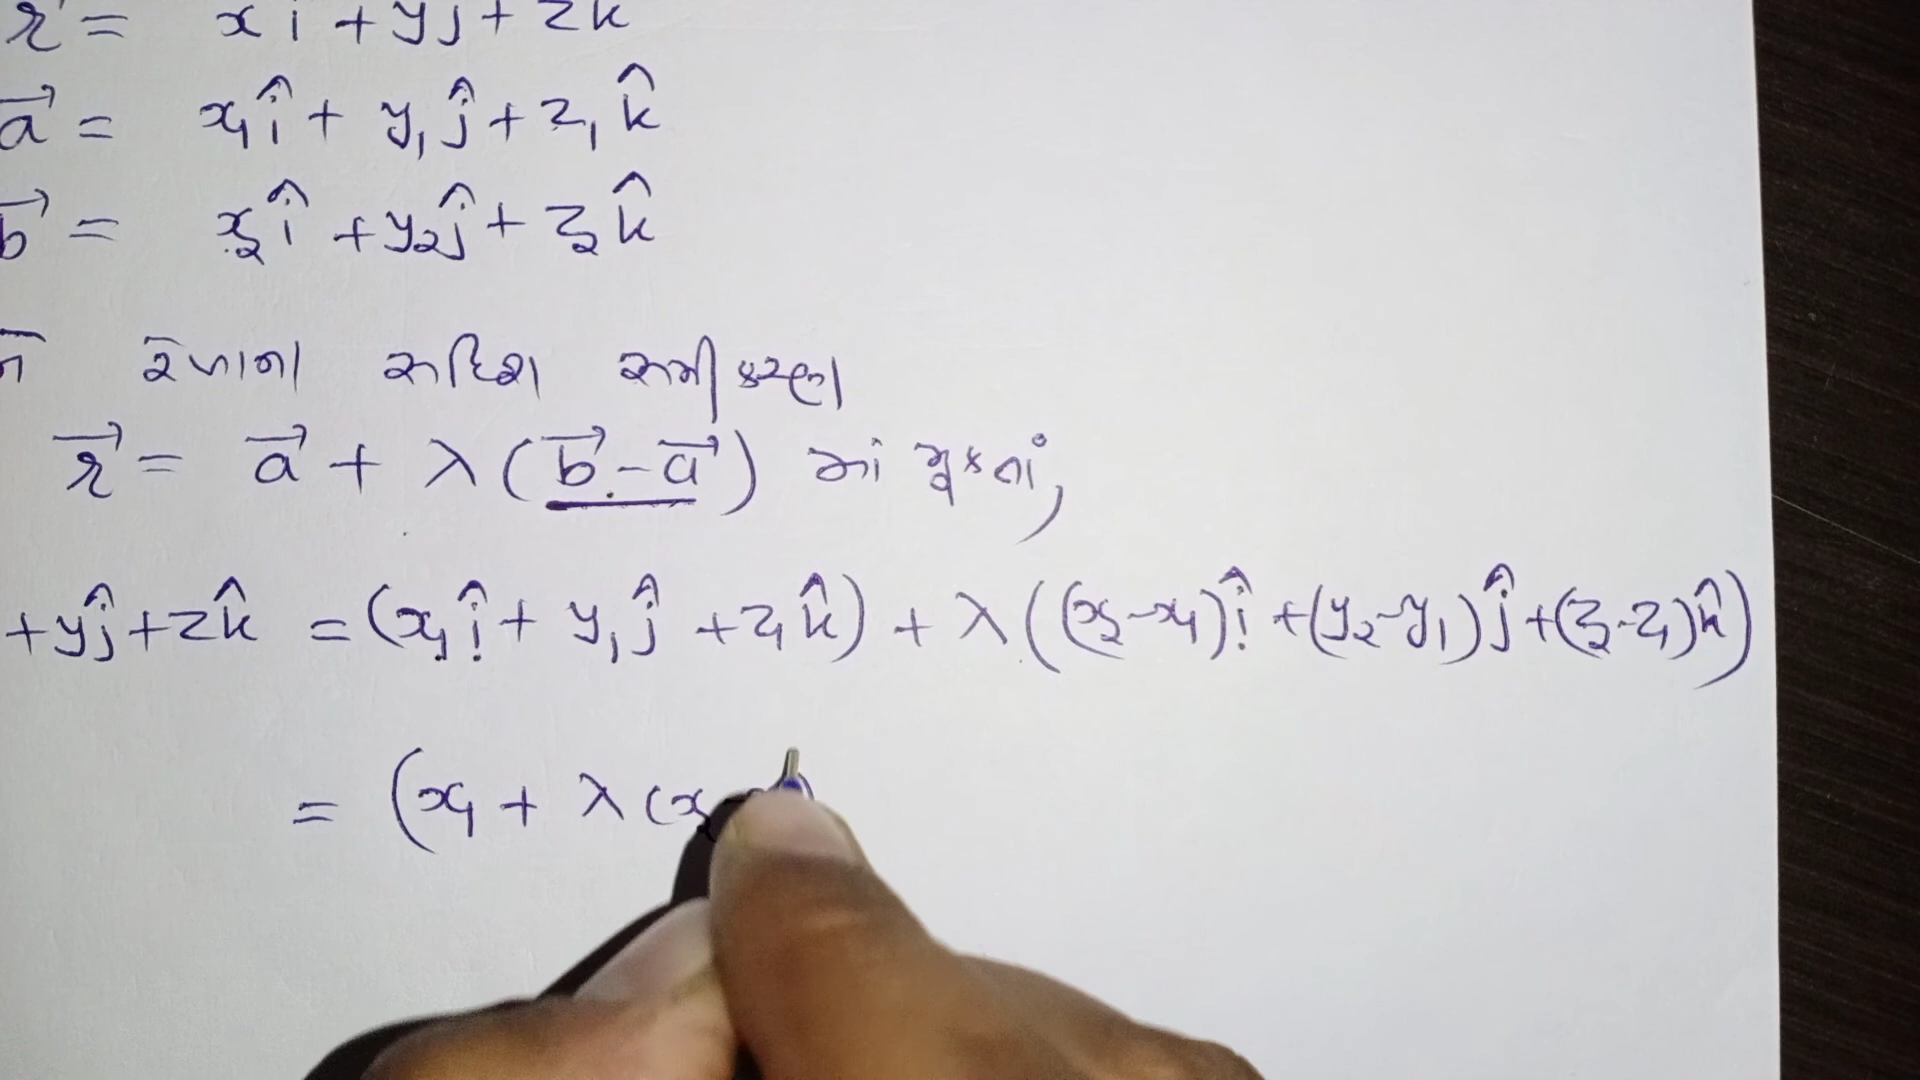 r = xi + yj + zk
a⃗ = x₁î + y₁ĵ + z₁k̂
b⃗ = x₂î + y₂ĵ + z₂k̂
રેખાના સદિશ સમીકરણ
r⃗ = a⃗ + λ(b⃗ - a⃗) માં મૂકતાં,
+yĵ + zk̂ = (x₁î + y₁ĵ + z₁k̂) + λ((x₂-x₁)î + (y₂-y₁)ĵ + (z₂-z₁)k̂)
= (x₁ + λ(x₂